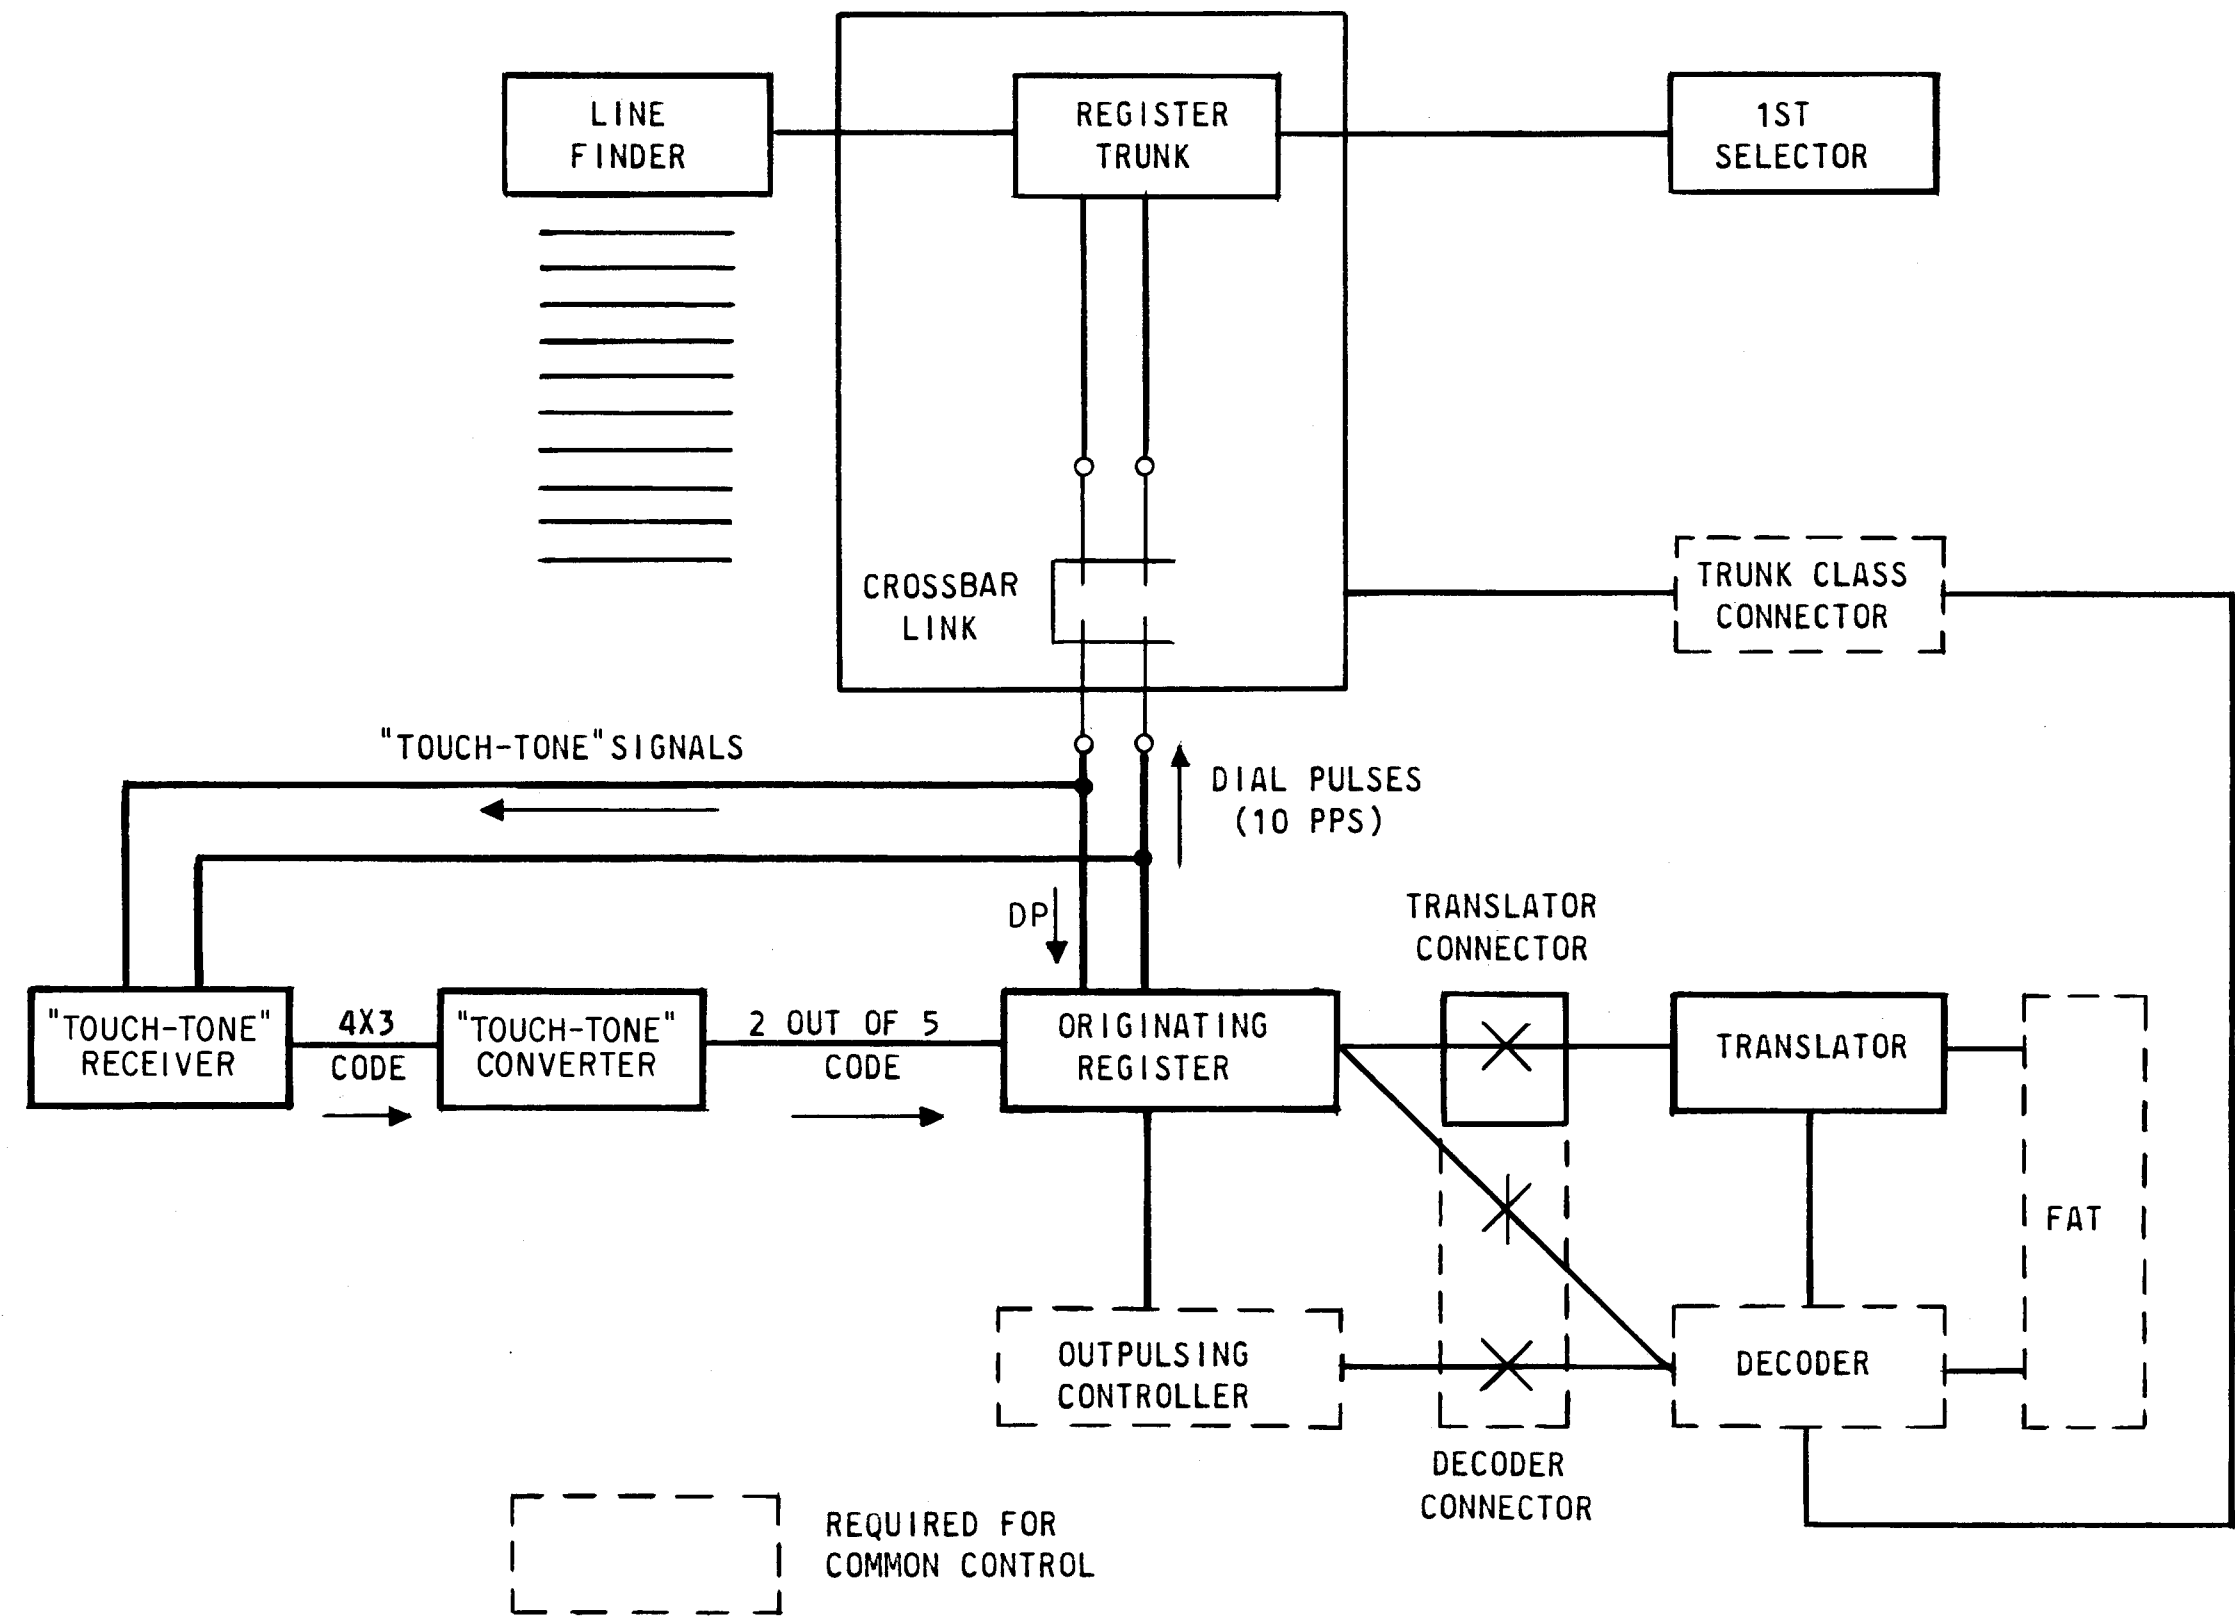 LINE
FINDER
REGISTER
TRUNK
1ST
SELECTOR
CROSSBAR
LINK
TRUNK CLASS
CONNECTOR
"TOUCH-TONE" SIGNALS
DIAL PULSES
(10 PPS)
DP
TRANSLATOR
CONNECTOR
"TOUCH-TONE"
RECEIVER
4X3
CODE
"TOUCH-TONE"
CONVERTER
2 OUT OF 5
CODE
ORIGINATING
REGISTER
TRANSLATOR
FAT
OUTPULSING
CONTROLLER
DECODER
DECODER
CONNECTOR
REQUIRED FOR
COMMON CONTROL